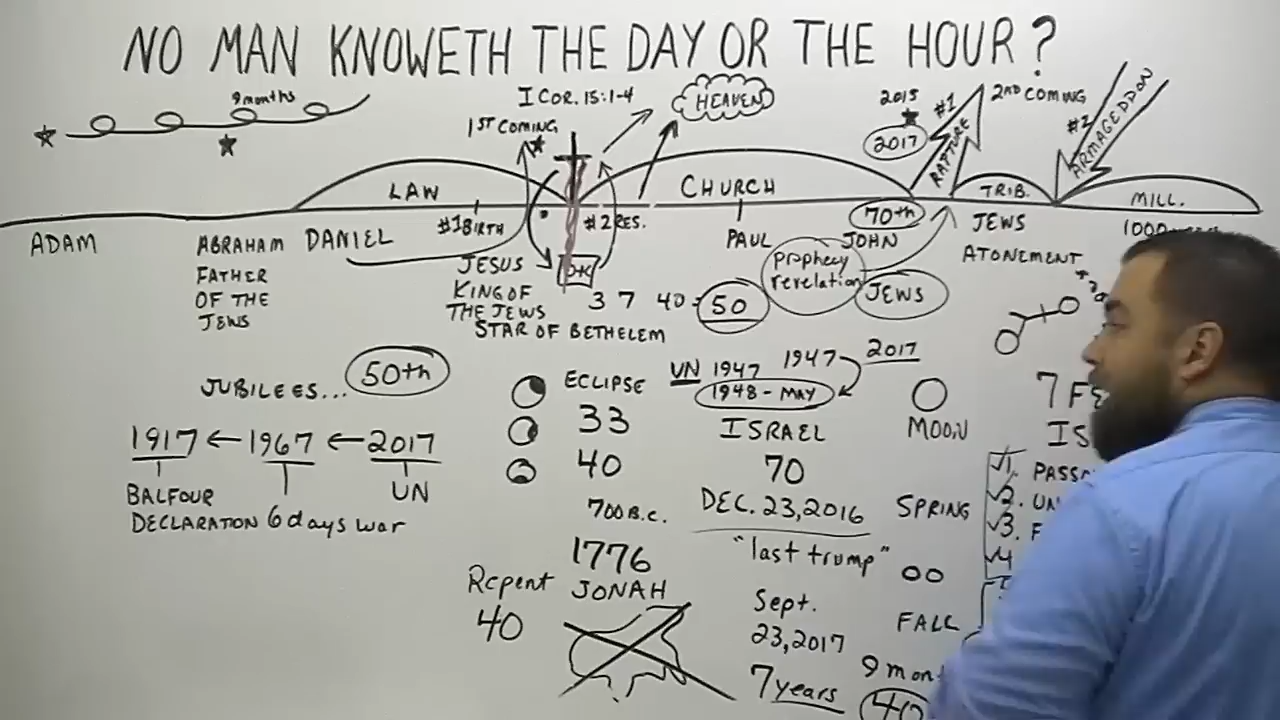 NO MAN KNOWETH THE DAY OR THE HOUR?
9 months
I COR. 15:1-4
HEAVEN
1ST COMING
2015
2017
#1
RAPTURE
2ND COMING
#2
ARMAGEDDON
LAW
CHURCH
TRIB.
MILL.
1000
ADAM
ABRAHAM
FATHER
OF THE
JEWS
DANIEL
#1 BIRTH
#2 RES.
JESUS
KING OF
THE JEWS
STAR OF BETHELEM
PAUL
70th
JOHN
JEWS
ATONEMENT
prophecy
revelation
JEWS
3 7 40 50
JUBILEES... 50th
1917 ← 1967 ← 2017
BALFOUR
DECLARATION
6 days war
UN
ECLIPSE
33
40
700 B.C.
1776
JONAH
Repent
40
UN 1947 1947 2017
1948 - MAY
ISRAEL
70
DEC. 23, 2016
"last trump"
Sept.
23, 2017
7 years
MOON
SPRING
FALL
9 mon
40
7 FE
IS
1. PASS
2. UN
3. F
4